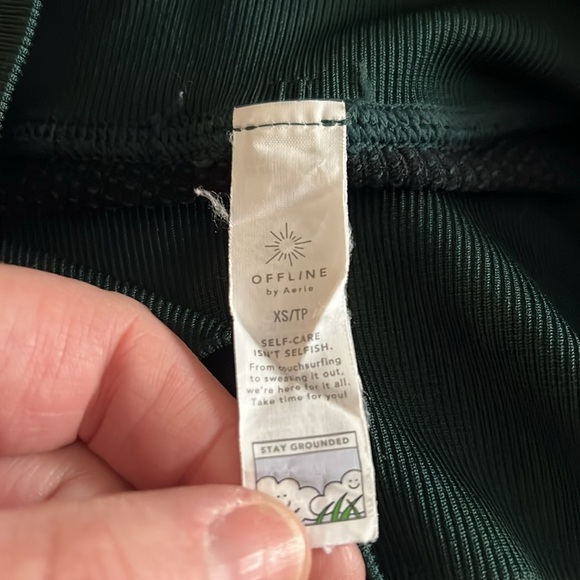 OFFLINE
by Aerie
XS/TP
SELF-CARE
ISN'T SELFISH.
From couchsurfing
to sweating it out,
we're here for it all.
Take time for you!
STAY GROUNDED